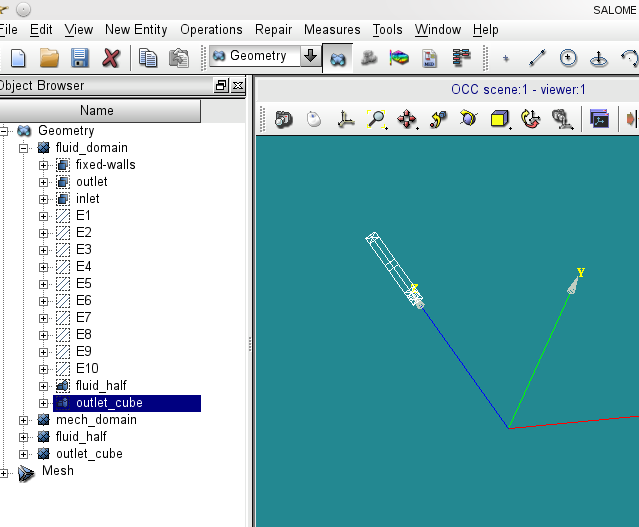 SALOME
File Edit View New Entity Operations Repair Measures Tools Window Help
Geometry
Object Browser
OCC scene:1 - viewer:1
Name
Geometry
fluid_domain
fixed-walls
outlet
inlet
E1
E2
E3
E4
E5
E6
E7
E8
E9
E10
fluid_half
outlet_cube
mech_domain
fluid_half
outlet_cube
Mesh
Y